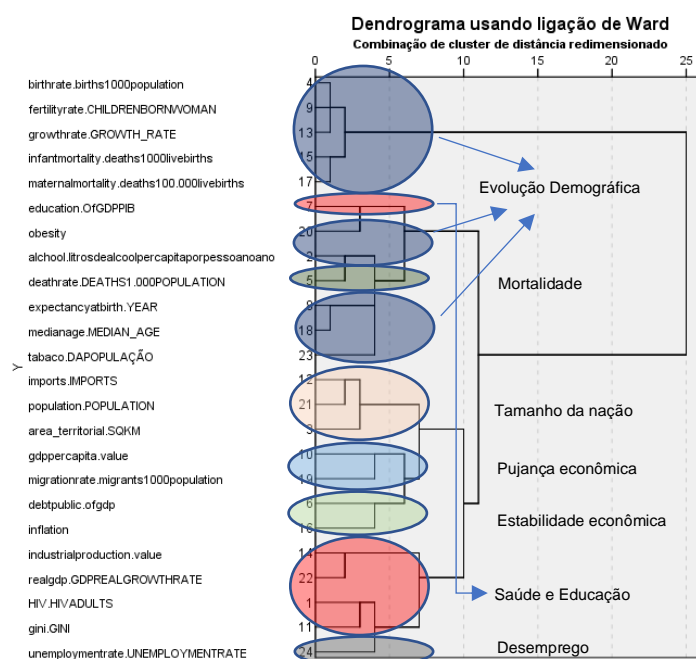 Dendrograma usando ligação de Ward
Combinação de cluster de distância redimensionado
0 5 10 15 20 25
birthrate.births1000population 4
fertilityrate.CHILDRENBORNWOMAN 9
growthrate.GROWTH_RATE 13
infantmortality.deaths1000livebirths 15
maternalmortality.deaths100.000livebirths 17
Evolução Demográfica
education.OfGDPPIB 7
obesity 20
alchool.litrosdealcoolpercapitaporpessoanoano 2
deathrate.DEATHS1.000POPULATION 5
Mortalidade
expectancyatbirth.YEAR 8
medianage.MEDIAN_AGE 18
tabaco.DAPOPULAÇÃO 23
Y
imports.IMPORTS 12
population.POPULATION 21
Tamanho da nação
area_territorial.SQKM 3
gdppercapita.value 10
Pujança econômica
migrationrate.migrants1000population 19
debtpublic.ofgdp 6
Estabilidade econômica
inflation 16
industrialproduction.value 14
realgdp.GDPREALGROWTHRATE 22
Saúde e Educação
HIV.HIVADULTS 1
gini.GINI 11
Desemprego
unemploymentrate.UNEMPLOYMENTRATE 24